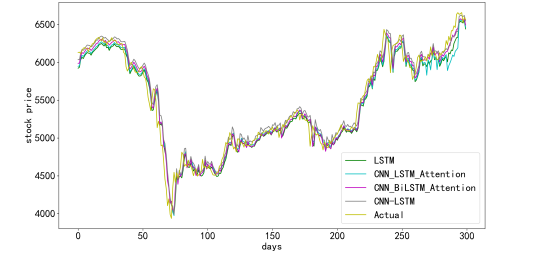 6500
6000
5500
5000
4500
4000
stock price
0
50
100
150
200
250
300
days
LSTM
CNN_LSTM_Attention
CNN_BiLSTM_Attention
CNN-LSTM
Actual